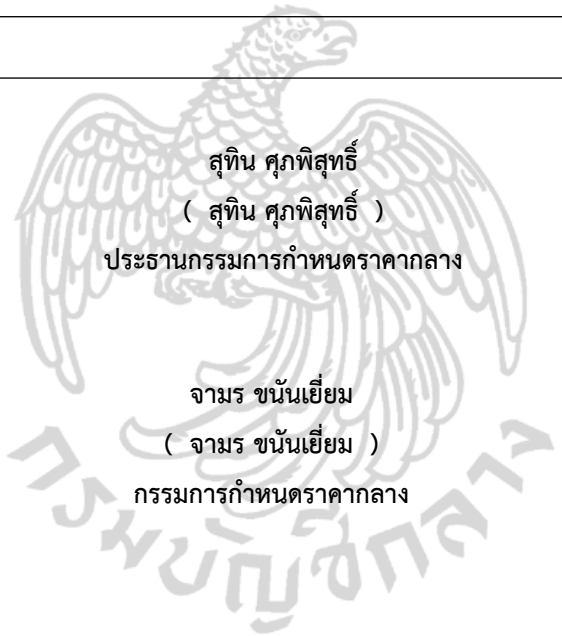 สุทิน ศุภพิสุทธิ์
( สุทิน ศุภพิสุทธิ์ )
ประธานกรรมการกำหนดราคากลาง
จามร ขนันเยี่ยม
( จามร ขนันเยี่ยม )
กรรมการกำหนดราคากลาง
กรมบัญชีกลาง